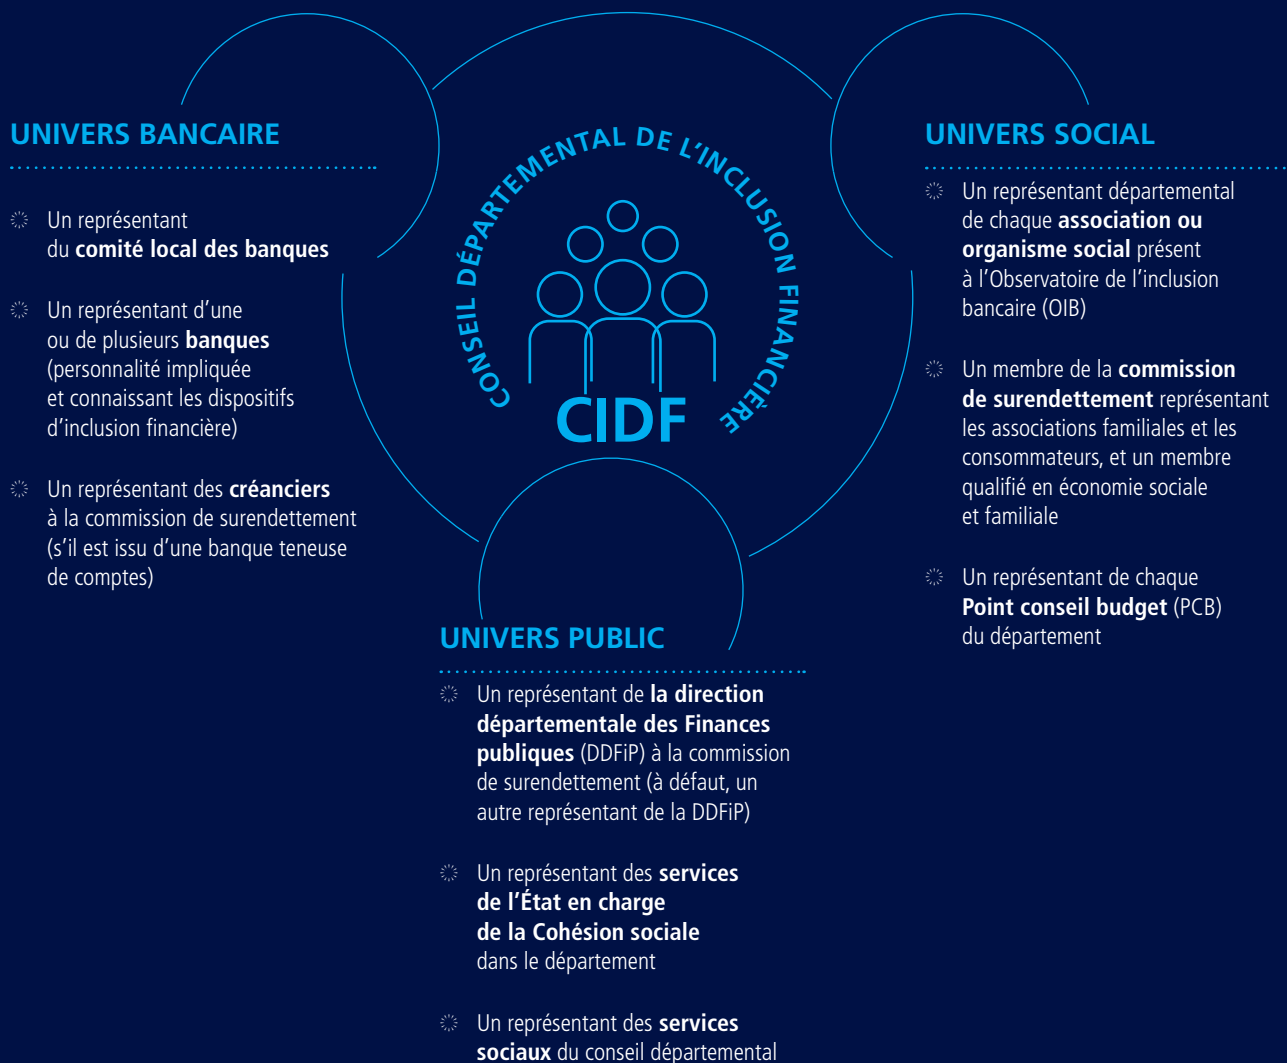 CONSEIL DÉPARTEMENTAL DE L'INCLUSION FINANCIÈRE
CIDF
UNIVERS BANCAIRE
Un représentant
du comité local des banques
Un représentant d'une
ou de plusieurs banques
(personnalité impliquée
et connaissant les dispositifs
d'inclusion financière)
Un représentant des créanciers
à la commission de surendettement
(s'il est issu d'une banque teneuse
de comptes)
UNIVERS SOCIAL
Un représentant départemental
de chaque association ou
organisme social présent
à l'Observatoire de l'inclusion
bancaire (OIB)
Un membre de la commission
de surendettement représentant
les associations familiales et les
consommateurs, et un membre
qualifié en économie sociale
et familiale
Un représentant de chaque
Point conseil budget (PCB)
du département
UNIVERS PUBLIC
Un représentant de la direction
départementale des Finances
publiques (DDFiP) à la commission
de surendettement (à défaut, un
autre représentant de la DDFiP)
Un représentant des services
de l'État en charge
de la Cohésion sociale
dans le département
Un représentant des services
sociaux du conseil départemental